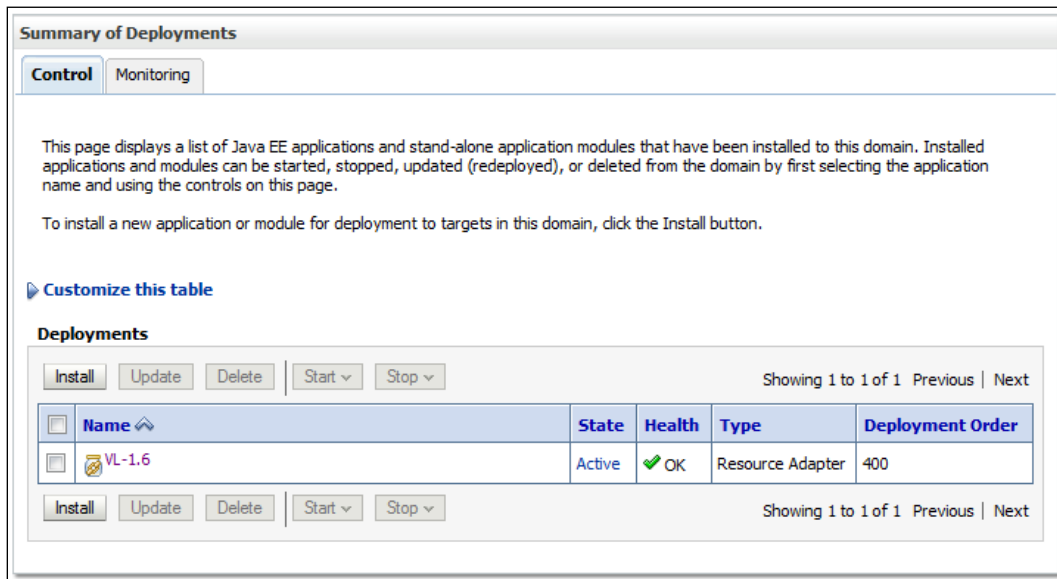 Summary of Deployments
Control Monitoring
This page displays a list of Java EE applications and stand-alone application modules that have been installed to this domain. Installed
applications and modules can be started, stopped, updated (redeployed), or deleted from the domain by first selecting the application
name and using the controls on this page.
To install a new application or module for deployment to targets in this domain, click the Install button.
Customize this table
Deployments
Install Update Delete Start Stop Showing 1 to 1 of 1 Previous | Next
Name State Health Type Deployment Order
VL-1.6 Active OK Resource Adapter 400
Install Update Delete Start Stop Showing 1 to 1 of 1 Previous | Next